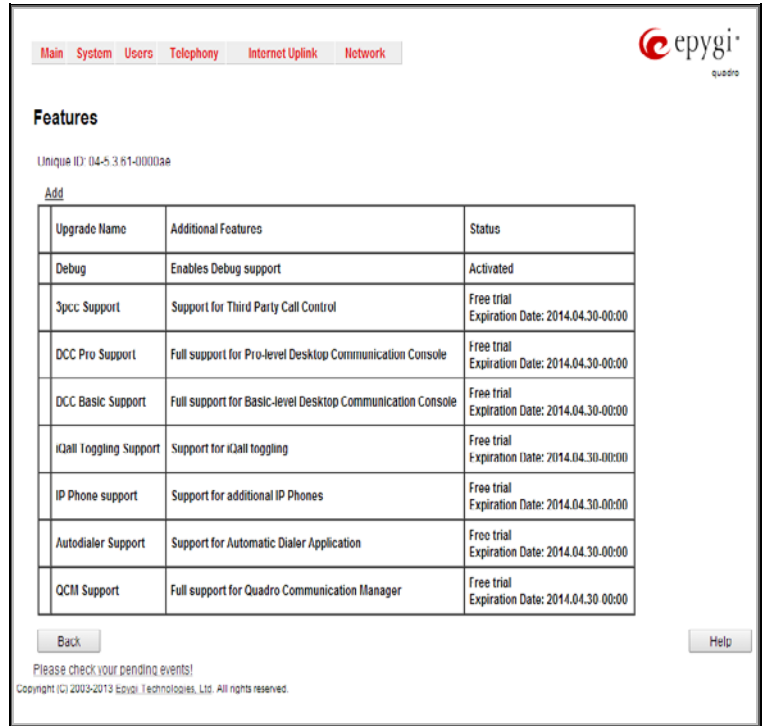 Main System Users Telephony Internet Uplink Network
epygi
quadro
Features
Unique ID: 04-5.3.61-0000ae
Add
Upgrade Name Additional Features Status
Debug Enables Debug support Activated
3pcc Support Support for Third Party Call Control Free trial
Expiration Date: 2014.04.30-00:00
DCC Pro Support Full support for Pro-level Desktop Communication Console Free trial
Expiration Date: 2014.04.30-00:00
DCC Basic Support Full support for Basic-level Desktop Communication Console Free trial
Expiration Date: 2014.04.30-00:00
iQall Toggling Support Support for iQall toggling Free trial
Expiration Date: 2014.04.30-00:00
IP Phone support Support for additional IP Phones Free trial
Expiration Date: 2014.04.30-00:00
Autodialer Support Support for Automatic Dialer Application Free trial
Expiration Date: 2014.04.30-00:00
QCM Support Full support for Quadro Communication Manager Free trial
Expiration Date: 2014.04.30-00:00
Back Help
Please check your pending events!
Copyright (C) 2003-2013 Epygi Technologies, Ltd. All rights reserved.